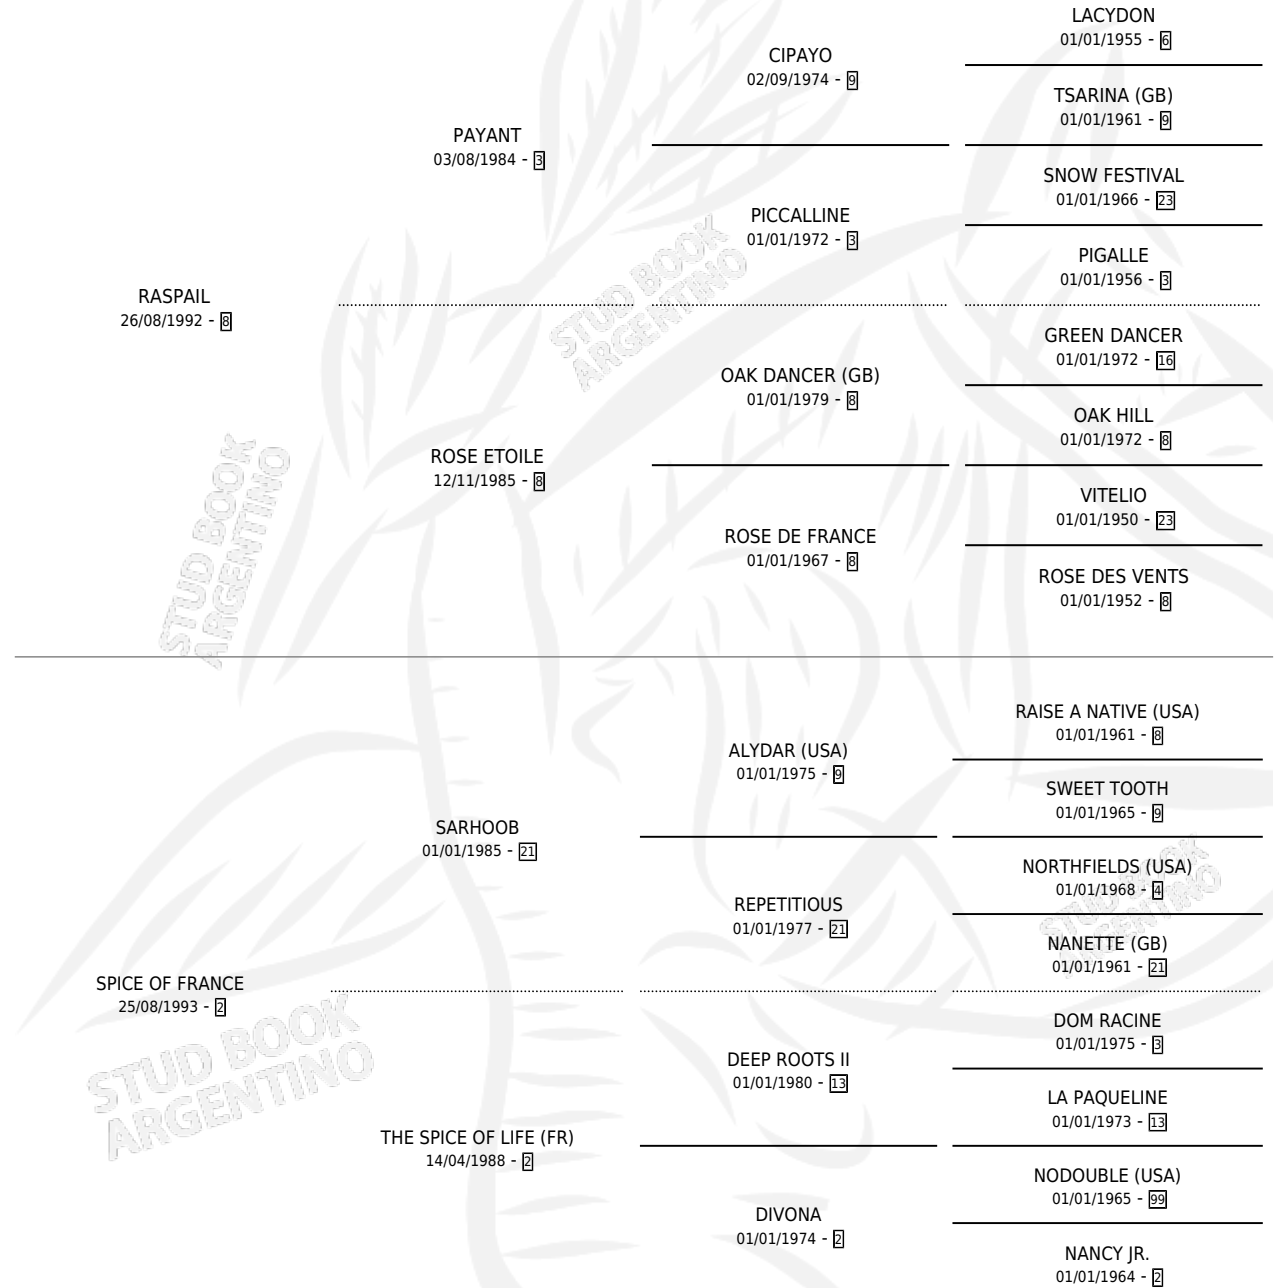 LACYDON
01/01/1955 - 6
CIPAYO
02/09/1974 - 9
TSARINA (GB)
01/01/1961 - 9
PAYANT
03/08/1984 - 3
SNOW FESTIVAL
01/01/1966 - 23
PICCALLINE
01/01/1972 - 3
PIGALLE
01/01/1956 - 3
RASPAIL
26/08/1992 - 8
STUD BOOK
ARGENTINO
GREEN DANCER
01/01/1972 - 16
OAK DANCER (GB)
01/01/1979 - 8
OAK HILL
01/01/1972 - 8
ROSE ETOILE
12/11/1985 - 8
VITELIO
01/01/1950 - 23
ROSE DE FRANCE
01/01/1967 - 8
ROSE DES VENTS
01/01/1952 - 8
STUD BOOK
ARGENTINO
RAISE A NATIVE (USA)
01/01/1961 - 8
ALYDAR (USA)
01/01/1975 - 9
SWEET TOOTH
01/01/1965 - 9
SARHOOB
01/01/1985 - 21
NORTHFIELDS (USA)
01/01/1968 - 4
REPETITIOUS
01/01/1977 - 21
STUD BOOK
ARGENTINO
NANETTE (GB)
01/01/1961 - 21
SPICE OF FRANCE
25/08/1993 - 2
DOM RACINE
01/01/1975 - 3
STUD BOOK
ARGENTINO
DEEP ROOTS II
01/01/1980 - 13
LA PAQUELINE
01/01/1973 - 13
THE SPICE OF LIFE (FR)
14/04/1988 - 2
NODOUBLE (USA)
01/01/1965 - 99
DIVONA
01/01/1974 - 2
NANCY JR.
01/01/1964 - 2